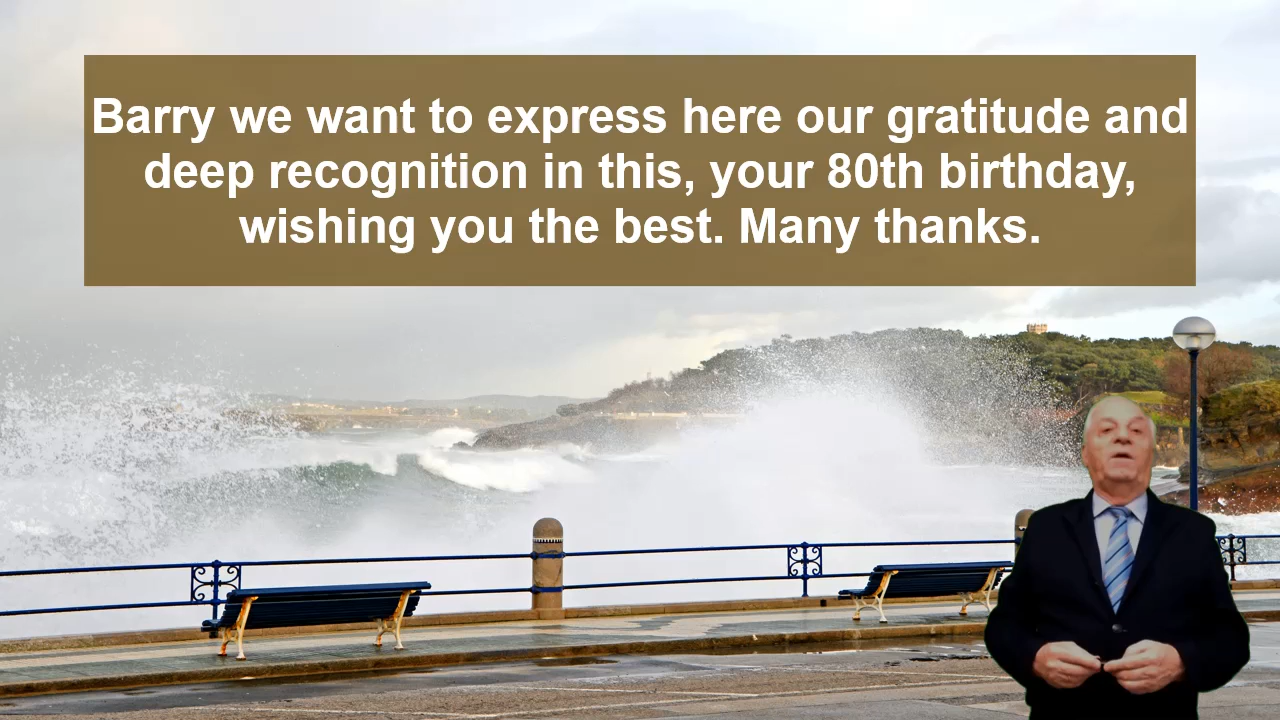 Barry we want to express here our gratitude and
deep recognition in this, your 80th birthday,
wishing you the best. Many thanks.